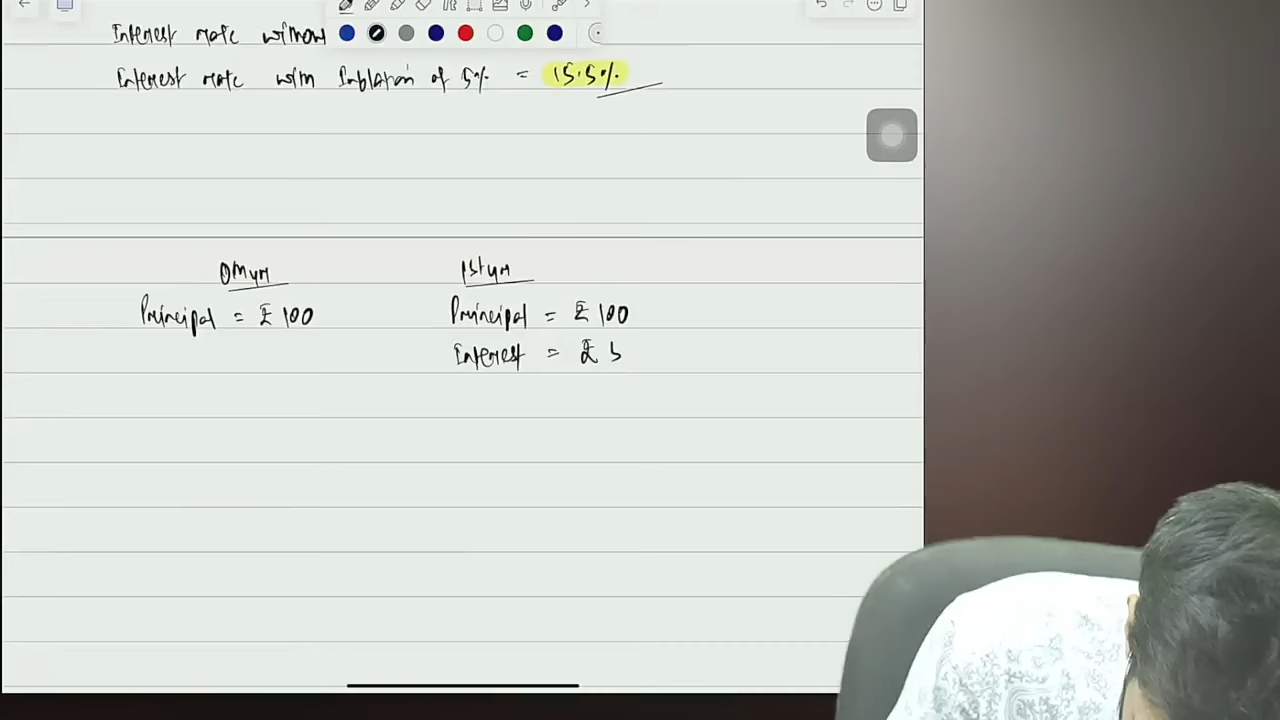 Interest rate without
Interest rate with Inflation of 5% = 15.5%
0th yr 1st yr
Principal = ₹ 100 Principal = ₹ 100
Interest = ₹ 5